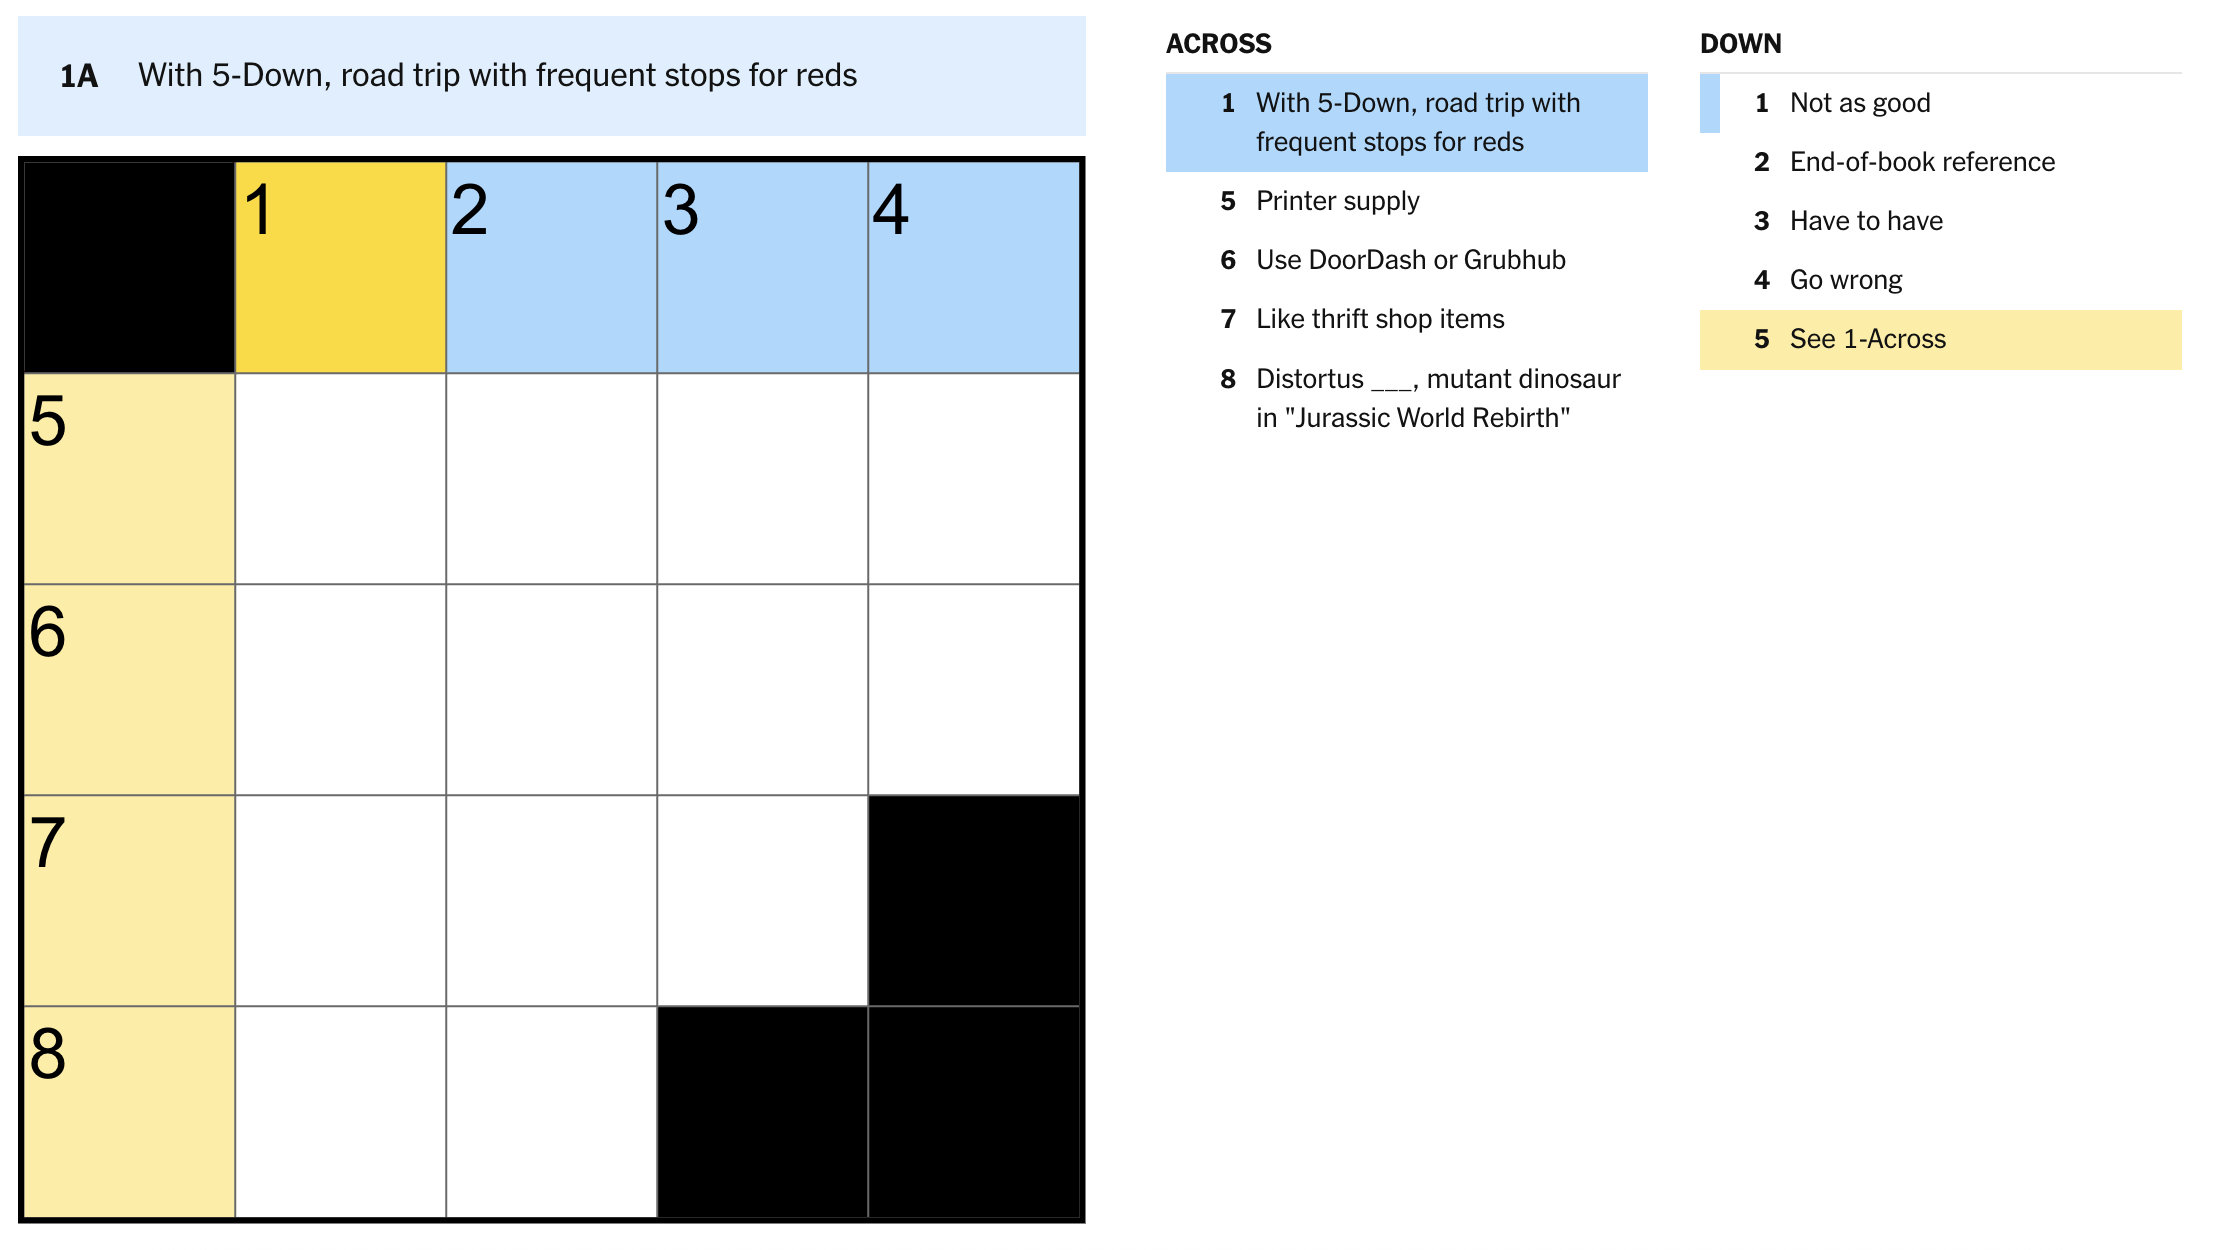 1A With 5-Down, road trip with frequent stops for reds
1 2 3 4
5
6
7
8
ACROSS
1 With 5-Down, road trip with
frequent stops for reds
5 Printer supply
6 Use DoorDash or Grubhub
7 Like thrift shop items
8 Distortus ___, mutant dinosaur
in "Jurassic World Rebirth"
DOWN
1 Not as good
2 End-of-book reference
3 Have to have
4 Go wrong
5 See 1-Across